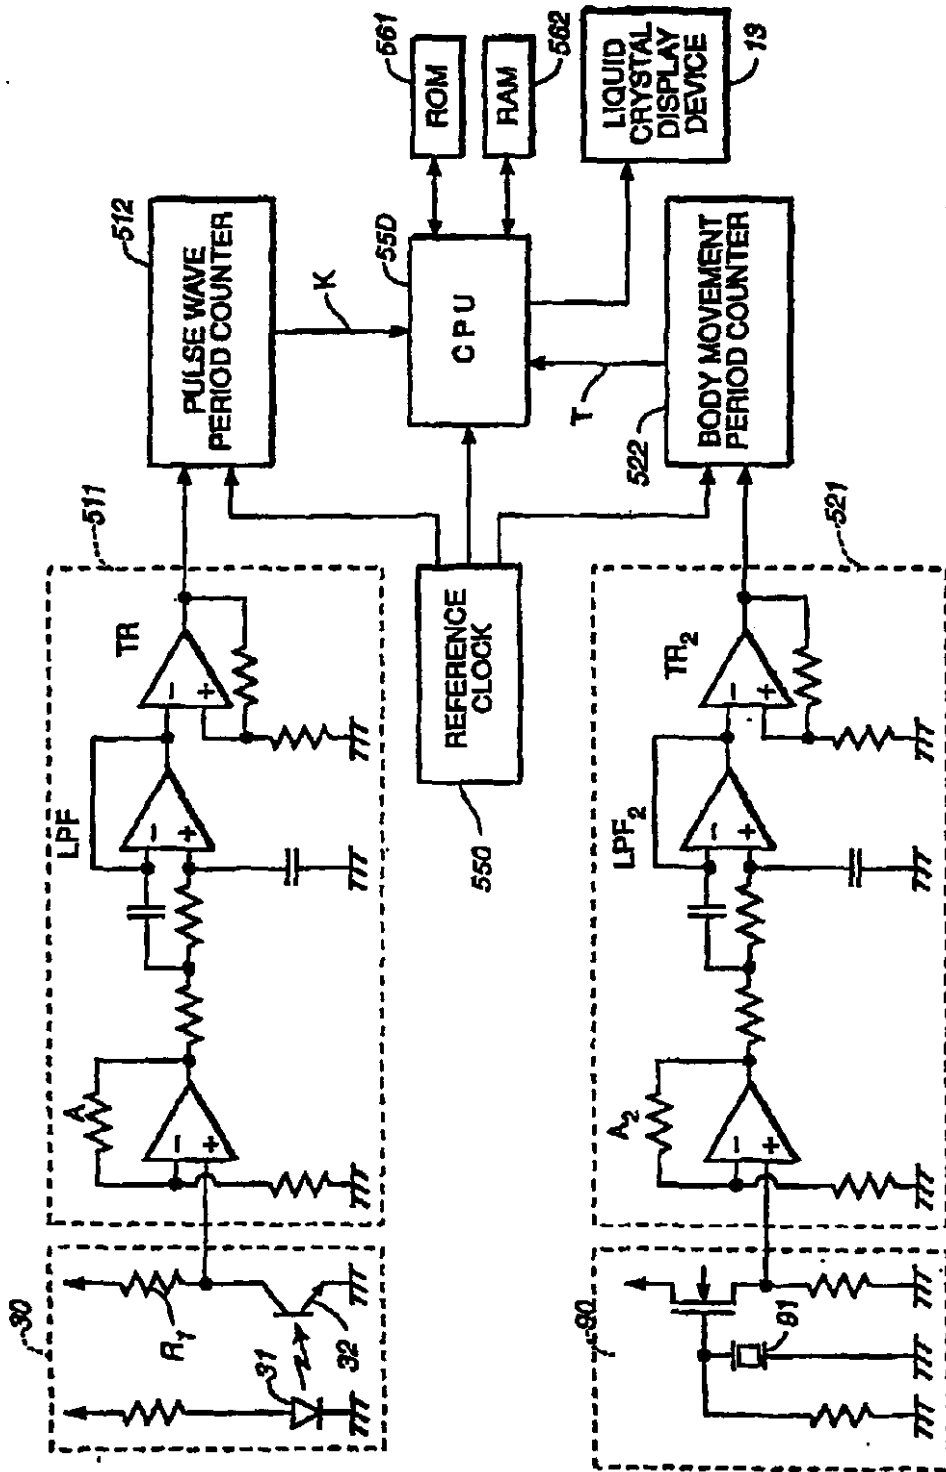 30
31
32
R1
A
−
+
LPF
−
+
TR
−
+
511
PULSE WAVE
PERIOD COUNTER
512
K
REFERENCE
CLOCK
550
CPU
55D
ROM
561
RAM
562
LIQUID
CRYSTAL
DISPLAY
DEVICE
13
T
BODY MOVEMENT
PERIOD COUNTER
522
90
91
A2
−
+
LPF2
−
+
TR2
−
+
521